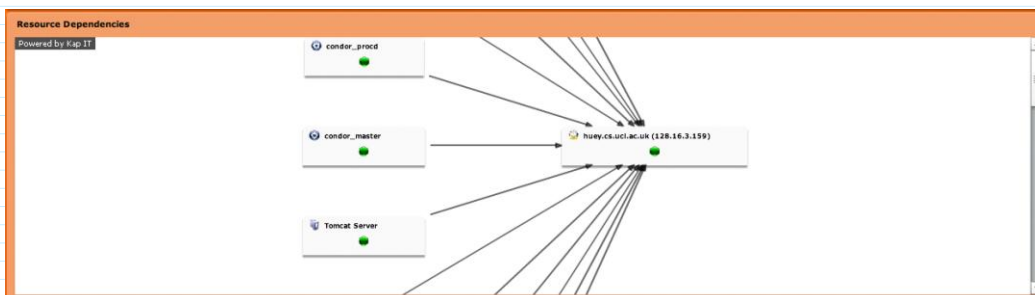 Resource Dependencies
Powered by Kap IT
condor_procd
condor_master
huey.cs.ucl.ac.uk (128.16.3.159)
Tomcat Server